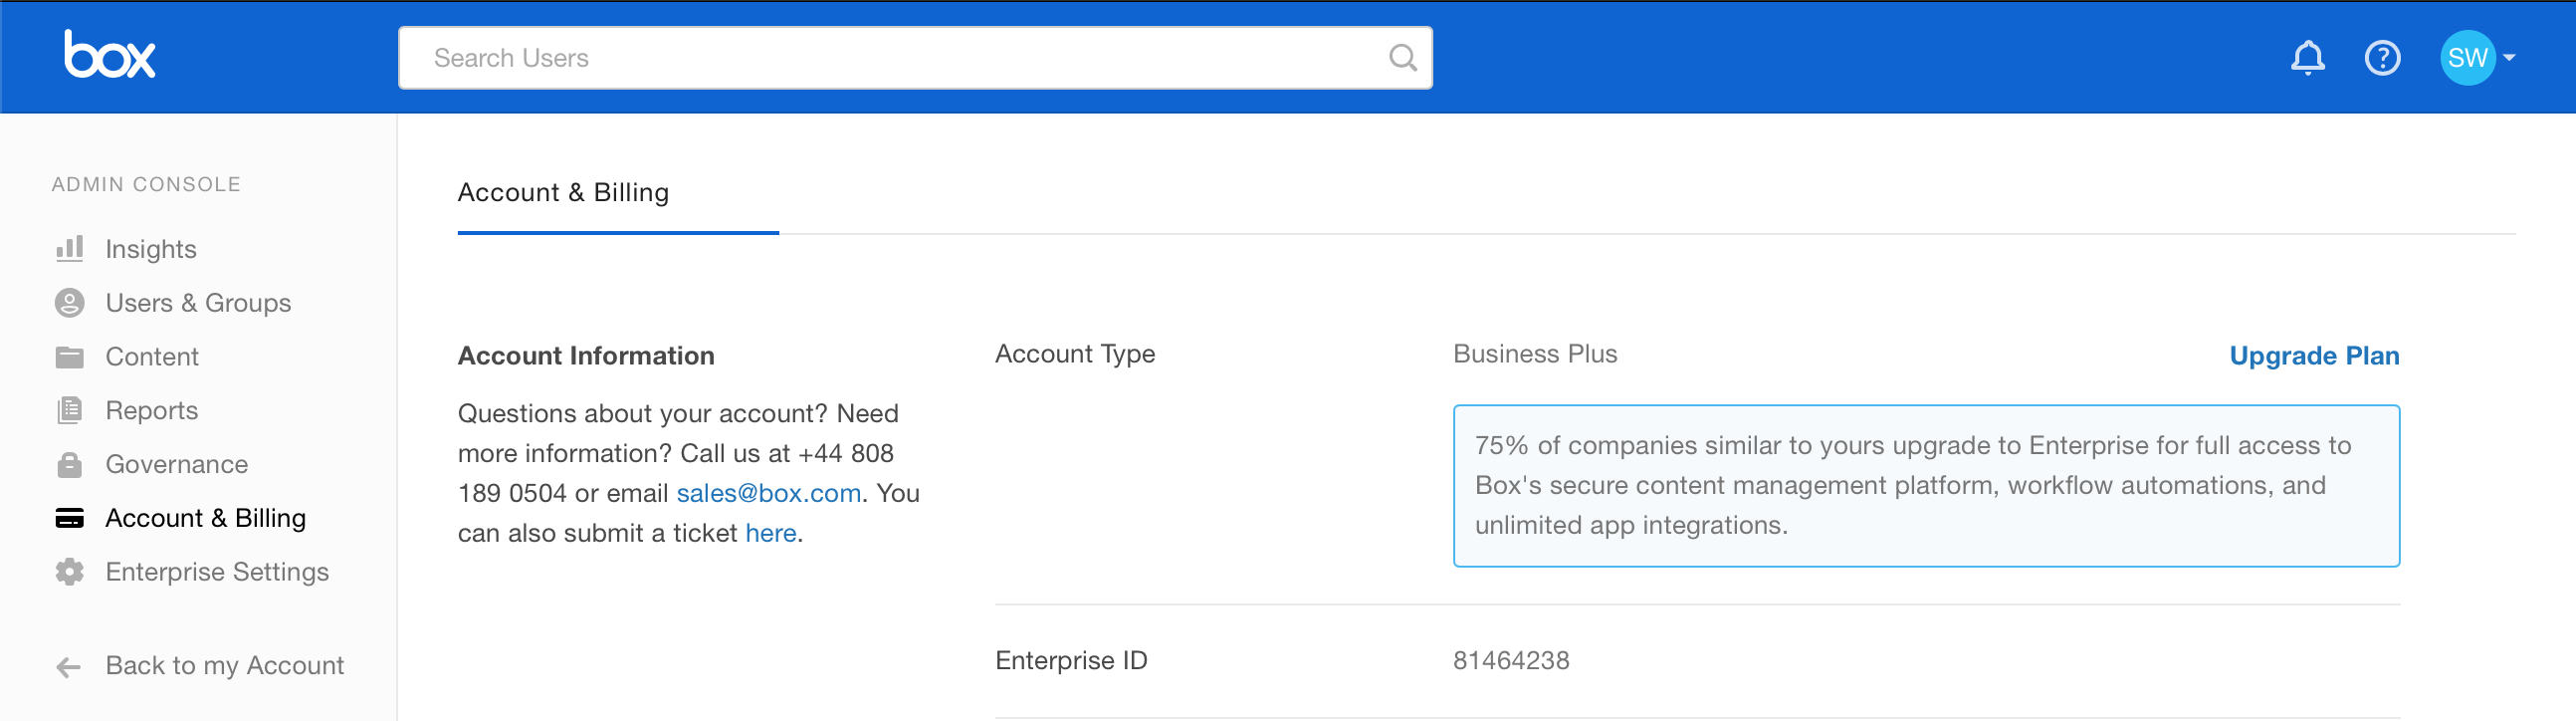 box
Search Users
SW
ADMIN CONSOLE
Insights
Users & Groups
Content
Reports
Governance
Account & Billing
Enterprise Settings
Back to my Account
Account & Billing
Account Information
Questions about your account? Need
more information? Call us at +44 808
189 0504 or email sales@box.com. You
can also submit a ticket here.
Account Type
Business Plus
Upgrade Plan
75% of companies similar to yours upgrade to Enterprise for full access to
Box's secure content management platform, workflow automations, and
unlimited app integrations.
Enterprise ID
81464238